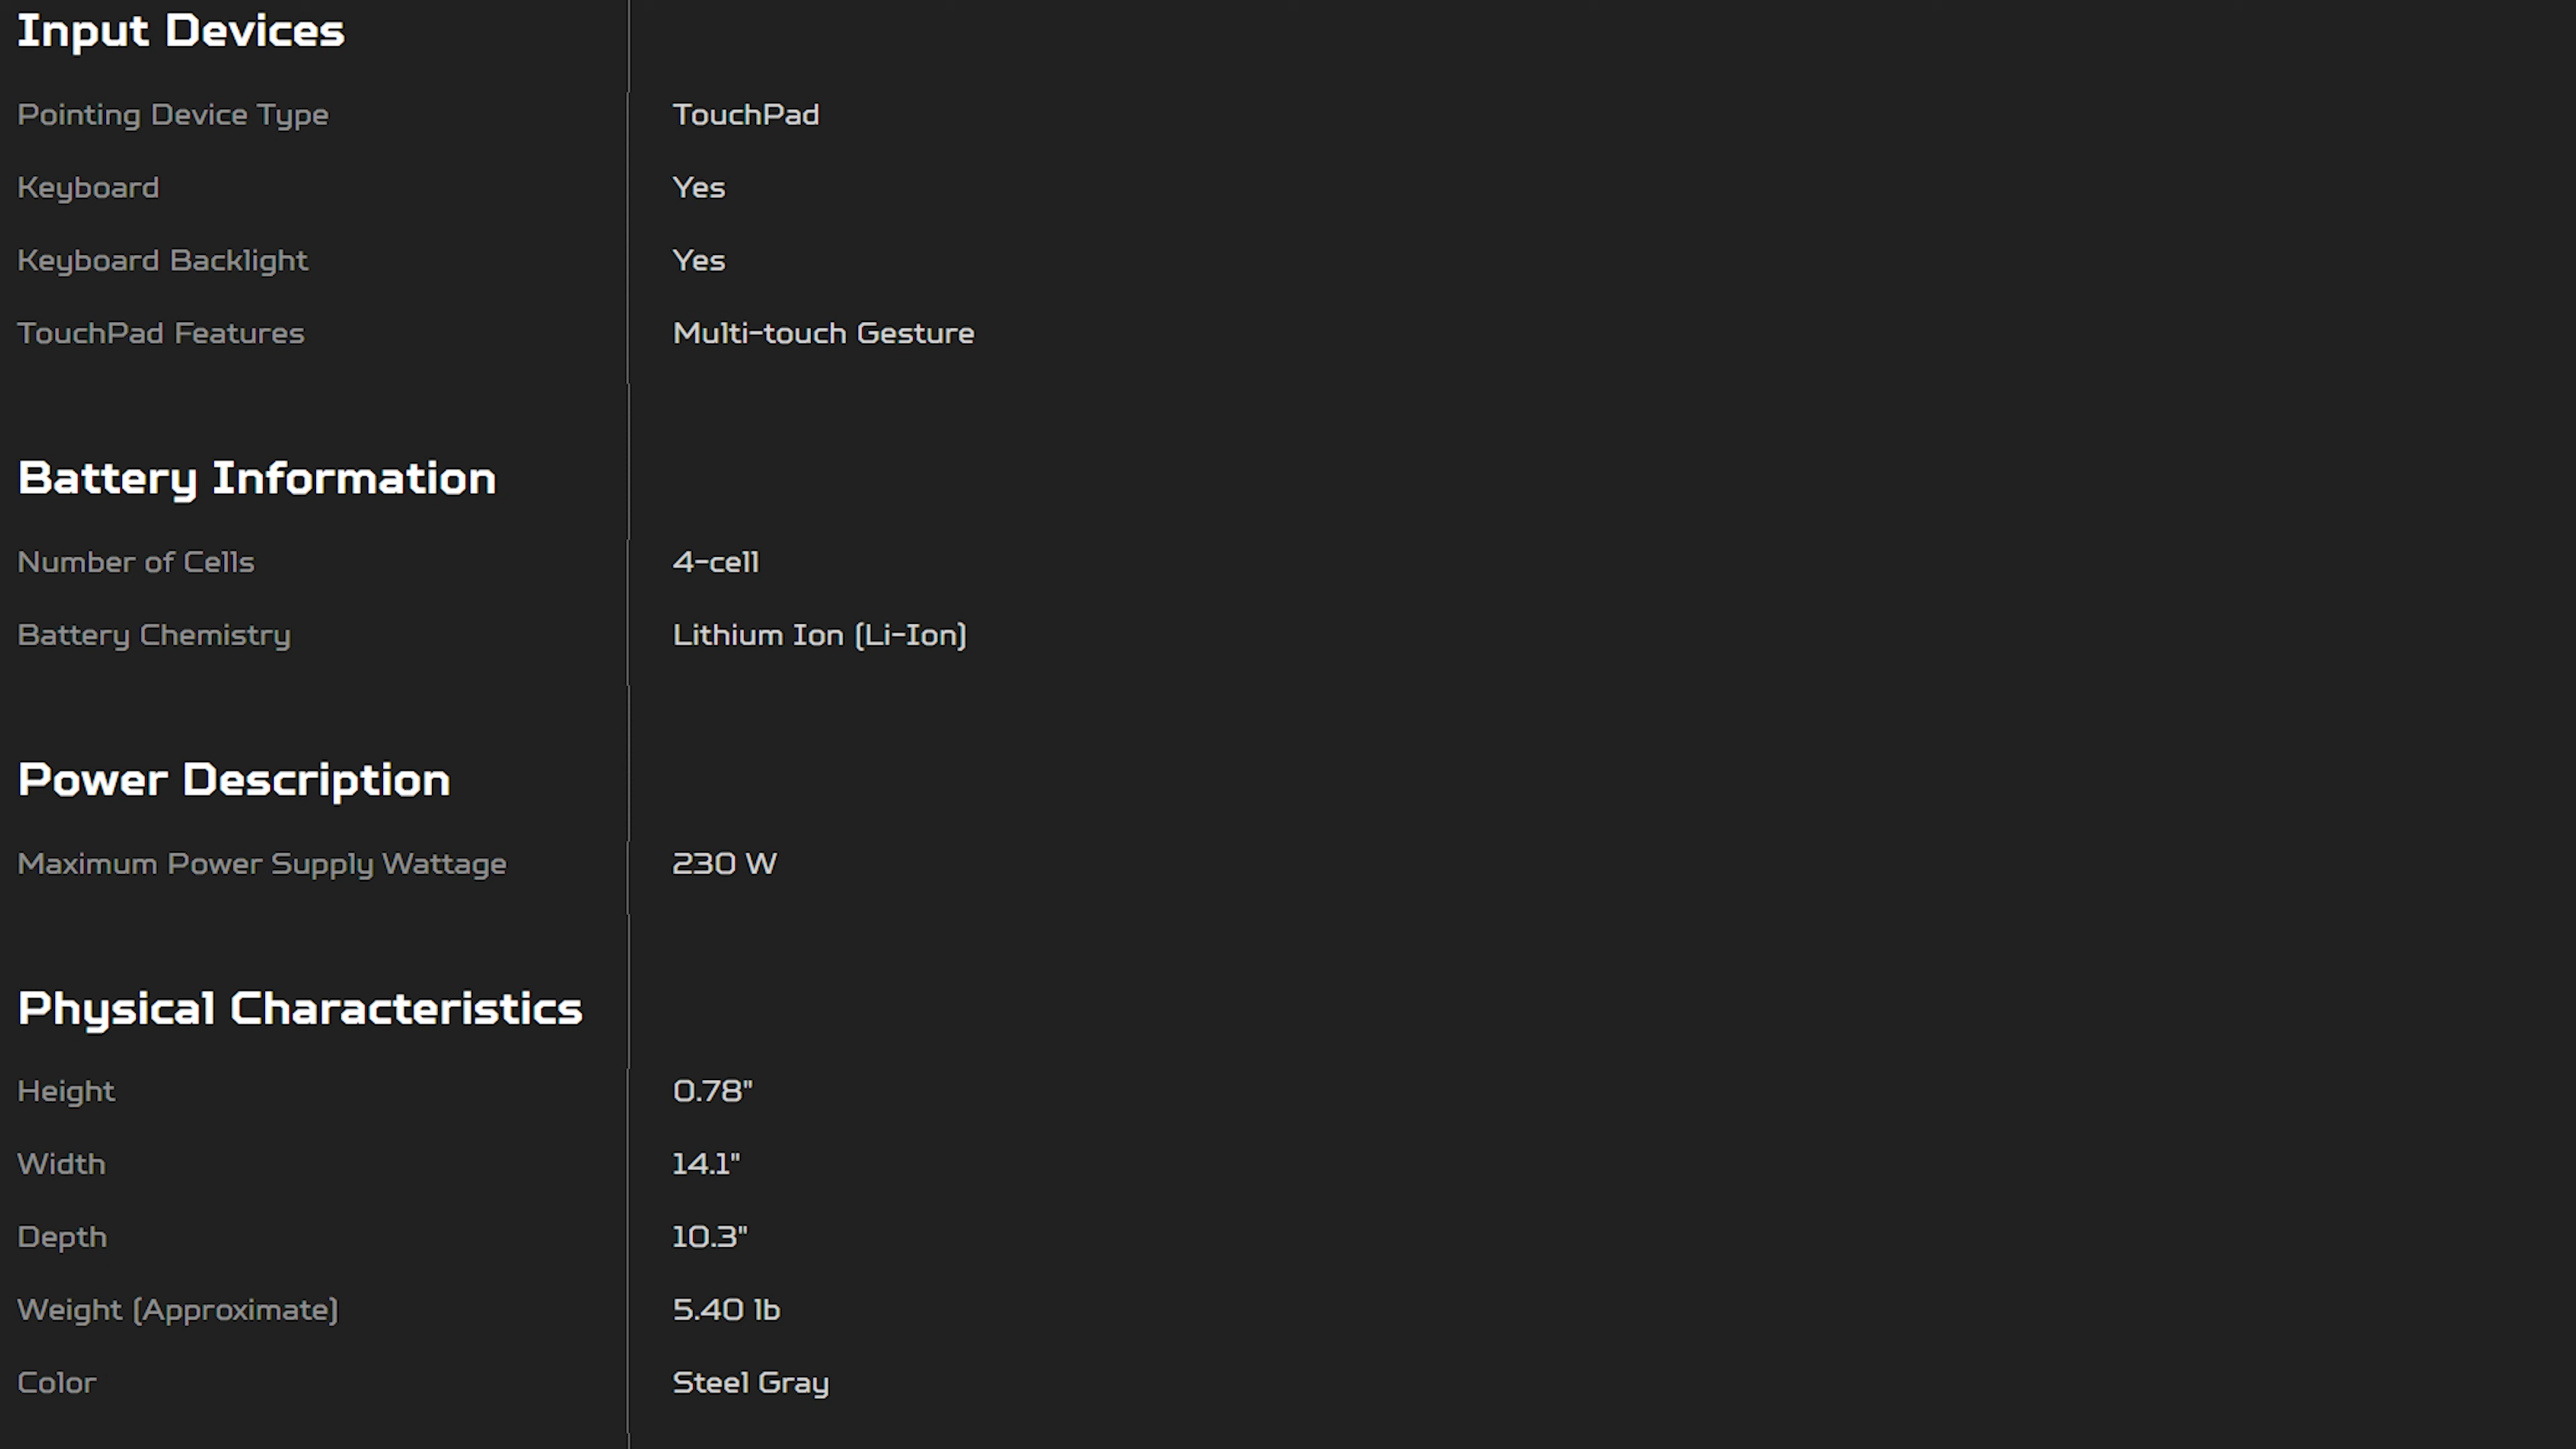 Input Devices
Pointing Device Type TouchPad
Keyboard Yes
Keyboard Backlight Yes
TouchPad Features Multi-touch Gesture
Battery Information
Number of Cells 4-cell
Battery Chemistry Lithium Ion (Li-Ion)
Power Description
Maximum Power Supply Wattage 230 W
Physical Characteristics
Height 0.78"
Width 14.1"
Depth 10.3"
Weight (Approximate) 5.40 lb
Color Steel Gray